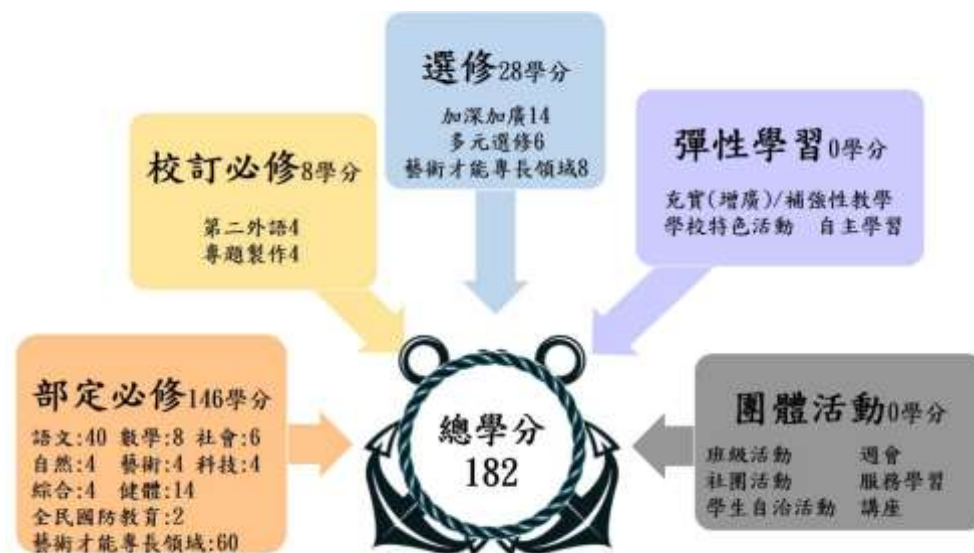 選修28學分
加深加廣14
多元選修6
藝術才能專長領域8
校訂必修8學分
第二外語4
專題製作4
彈性學習0學分
充實(增廣)/補強性教學
學校特色活動 自主學習
部定必修146學分
語文:40 數學:8 社會:6
自然:4 藝術:4 科技:4
綜合:4 健體:14
全民國防教育:2
藝術才能專長領域:60
總學分
182
團體活動0學分
班級活動 週會
社團活動 服務學習
學生自治活動 講座